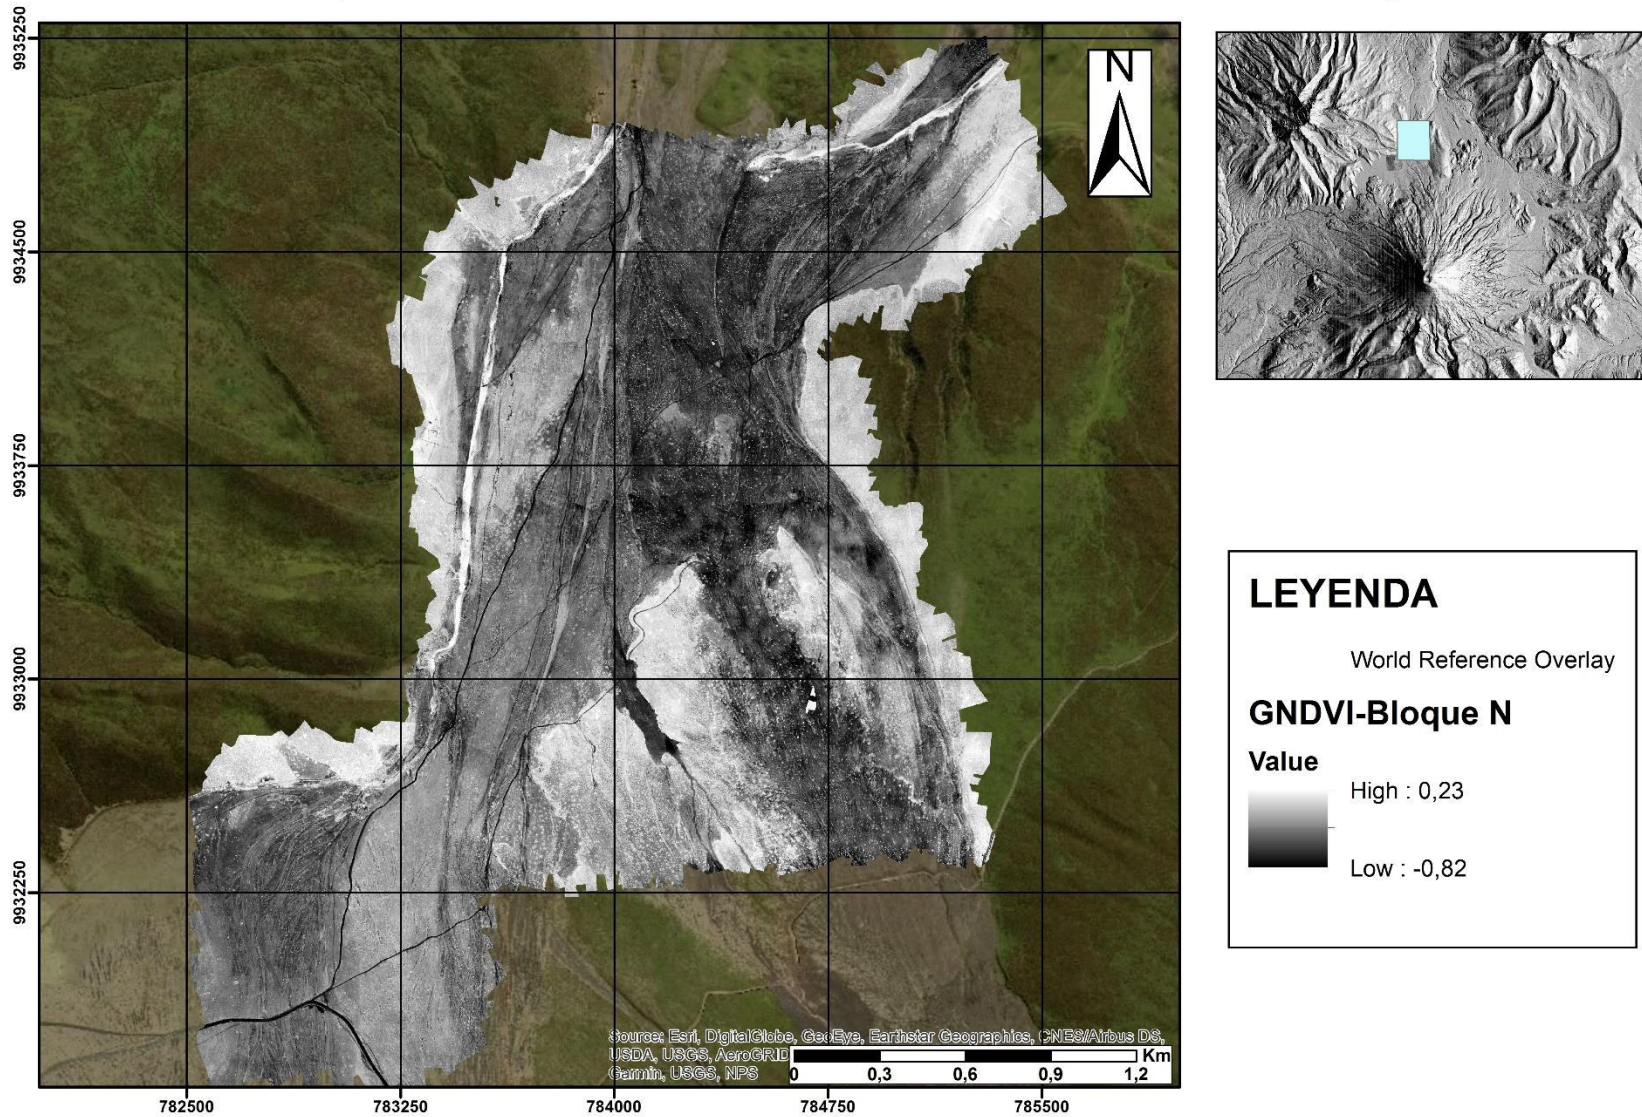 9935250
9934500
9933750
9933000
9932250
N
Source: Esri, DigitalGlobe, GeoEye, Earthstar Geographics, CNES/Airbus DS,
USDA, USGS, AeroGRID
Garmin, USGS, NPS
Km
0 0,3 0,6 0,9 1,2
782500 783250 784000 784750 785500
LEYENDA
World Reference Overlay
GNDVI-Bloque N
Value
High : 0,23
Low : -0,82